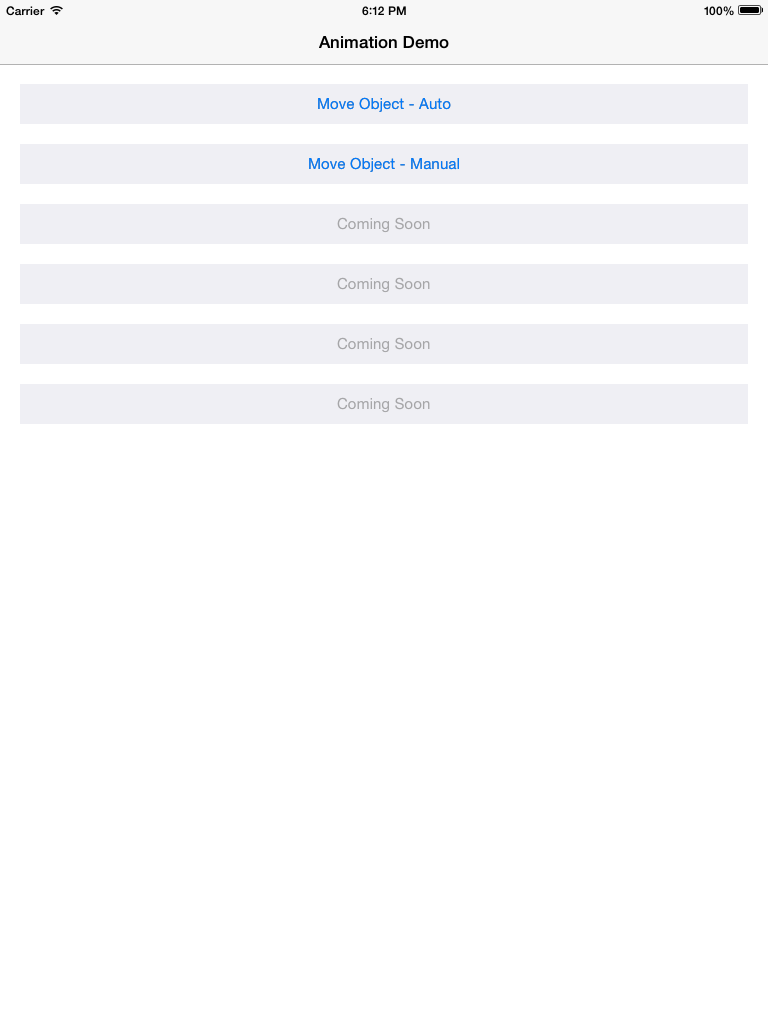 Carrier 6:12 PM 100%
Animation Demo
Move Object - Auto
Move Object - Manual
Coming Soon
Coming Soon
Coming Soon
Coming Soon